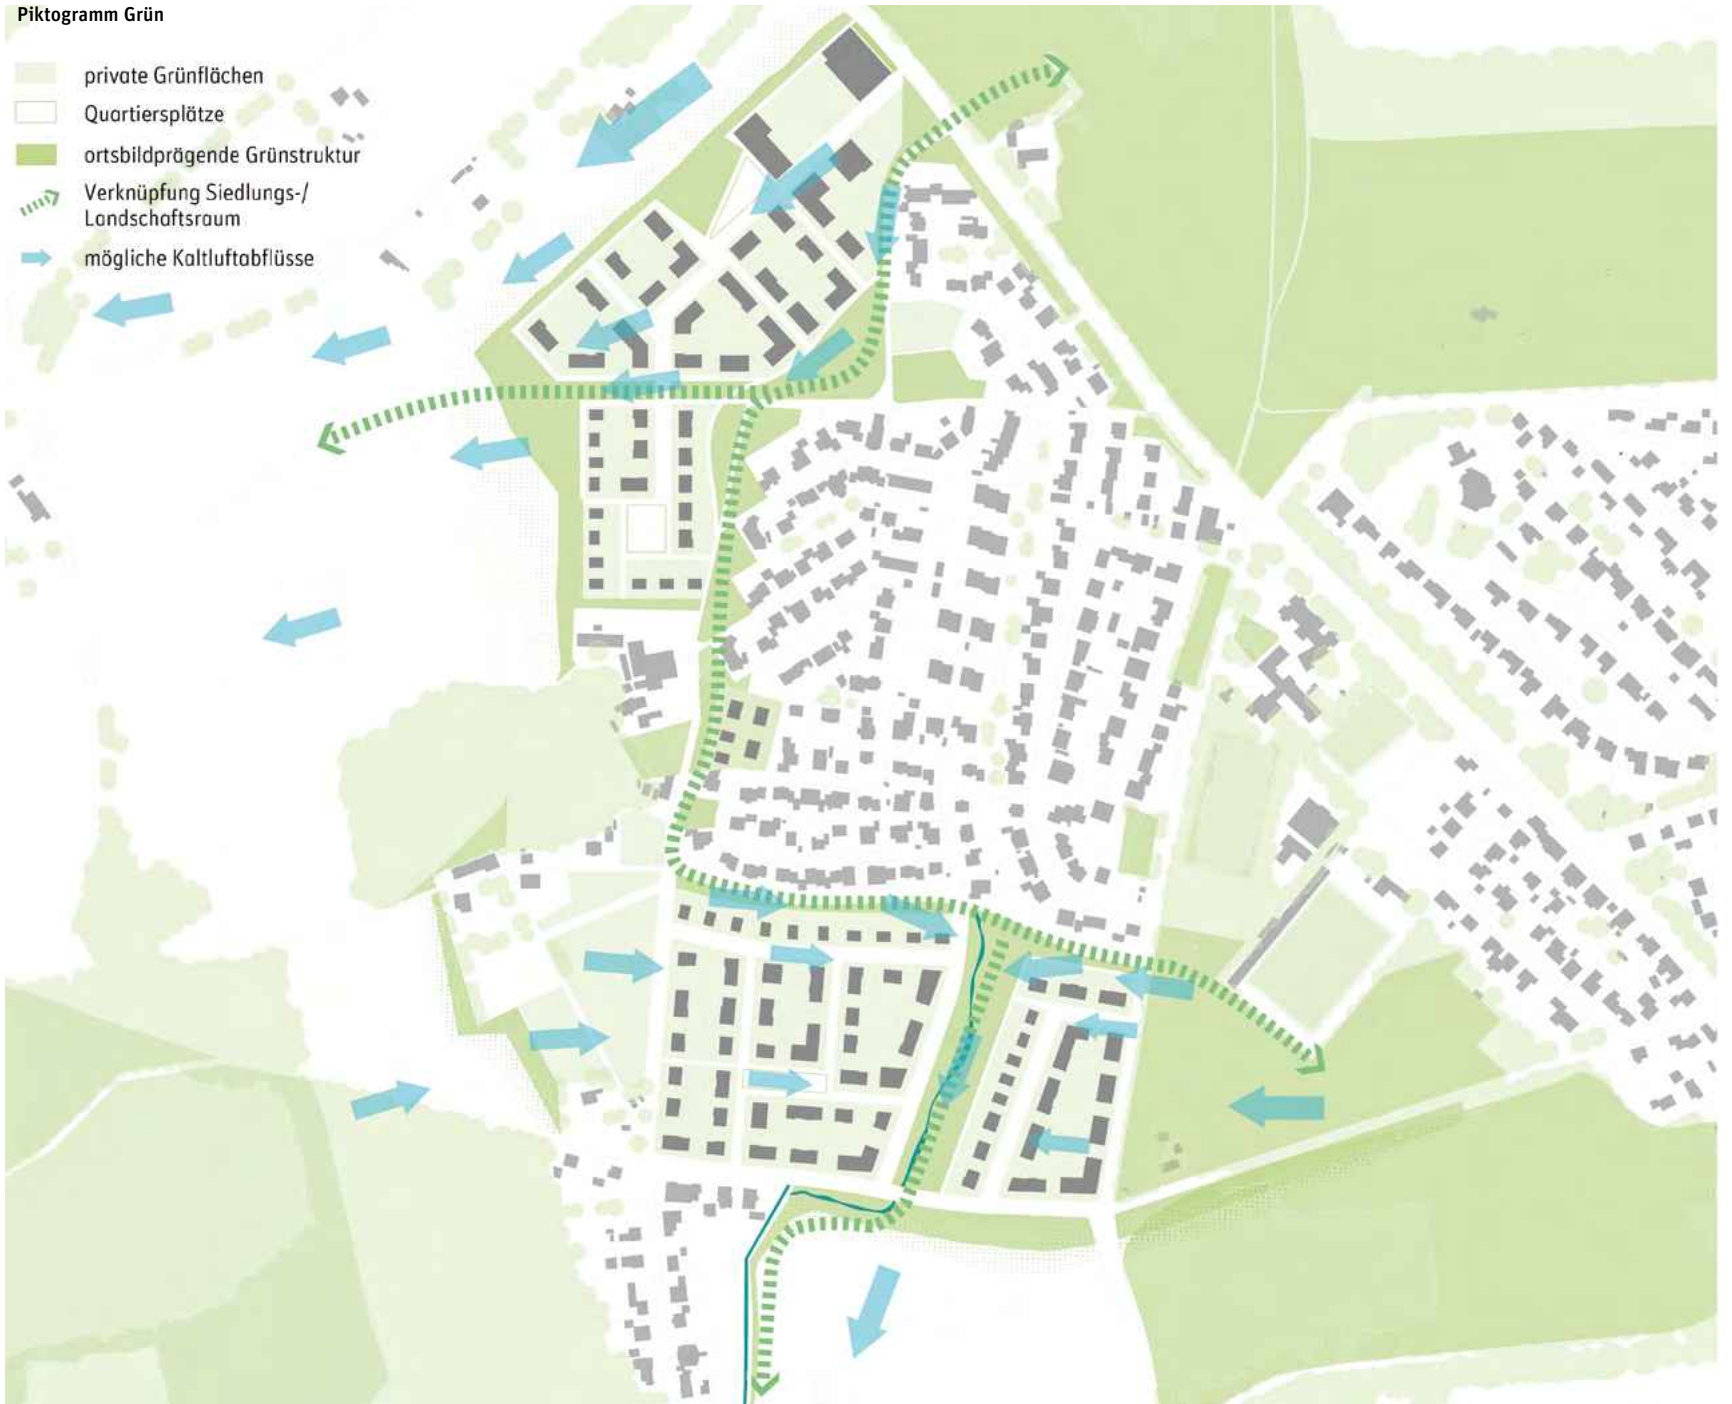 Piktogramm Grün
private Grünflächen
Quartiersplätze
ortsbildprägende Grünstruktur
Verknüpfung Siedlungs-/
Landschaftsraum
mögliche Kaltluftabflüsse